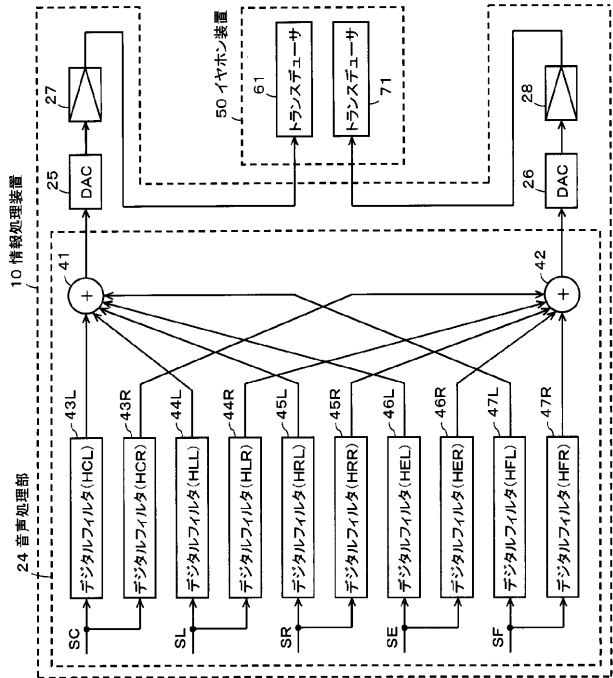 10 情報処理装置
24 音声処理部
SC
デジタルフィルタ(HCL)
43L
デジタルフィルタ(HCR)
43R
SL
デジタルフィルタ(HLL)
44L
デジタルフィルタ(HLR)
44R
SR
デジタルフィルタ(HRL)
45L
デジタルフィルタ(HRR)
45R
SE
デジタルフィルタ(HEL)
46L
デジタルフィルタ(HER)
46R
SF
デジタルフィルタ(HFL)
47L
デジタルフィルタ(HFR)
47R
+
41
+
42
DAC
25
27
DAC
26
28
50 イヤホン装置
トランスデューサ
61
トランスデューサ
71